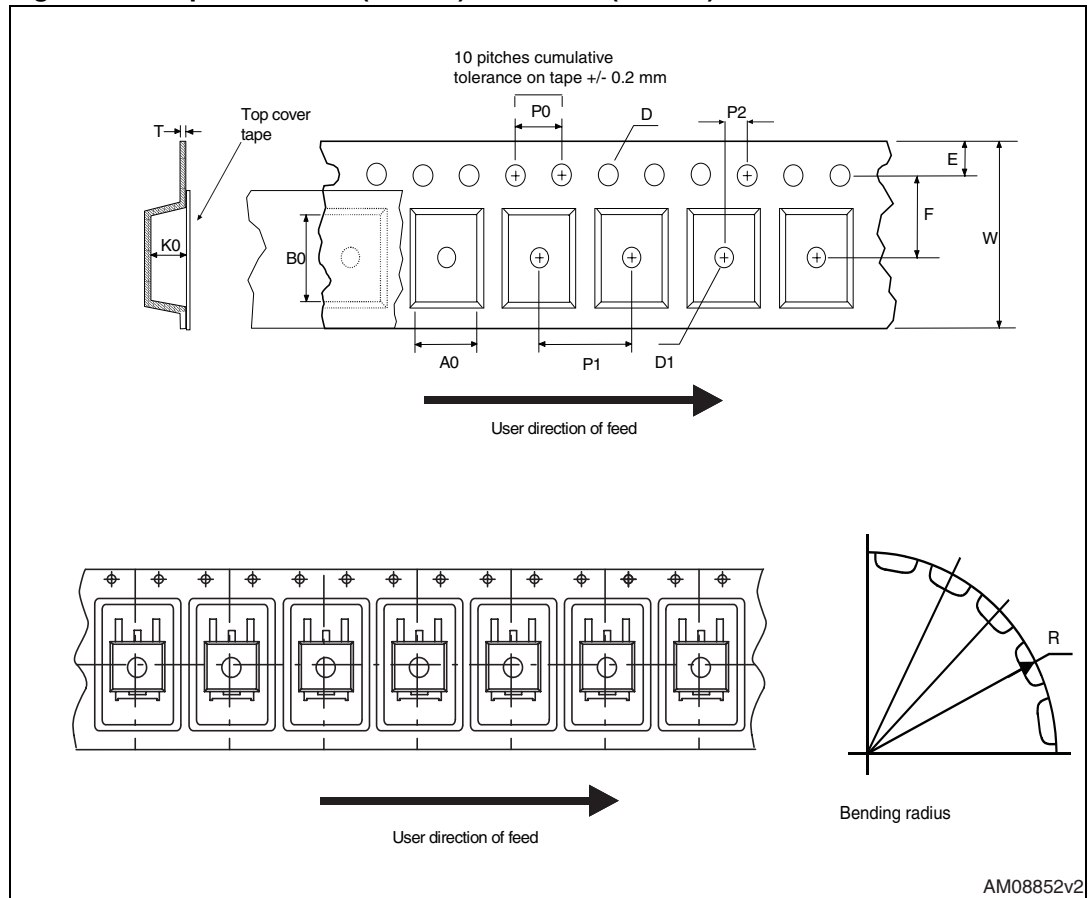 10 pitches cumulative
tolerance on tape +/- 0.2 mm
Top cover
tape
T
P0
D
P2
E
F
W
K0
B0
A0
P1
D1
User direction of feed
R
Bending radius
User direction of feed
AM08852v2